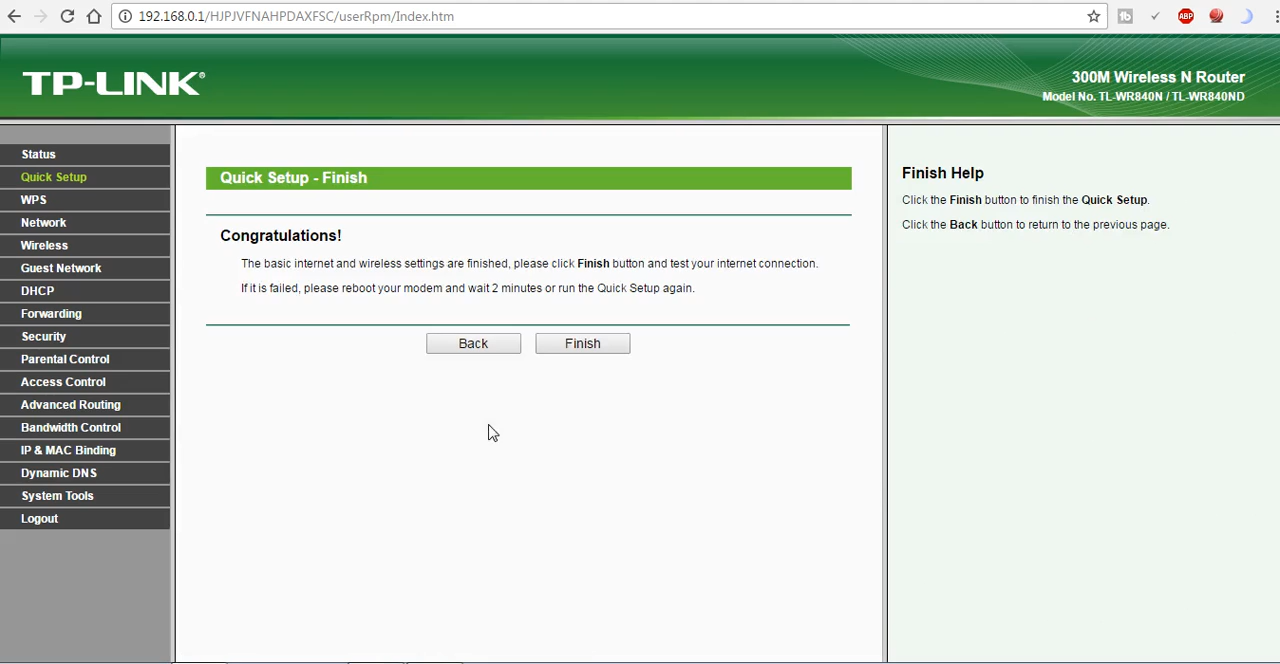 192.168.0.1/HJPJVFNAHPDAXFSC/userRpm/Index.htm
ABP
TP-LINK®
300M Wireless N Router
Model No. TL-WR840N / TL-WR840ND
Status
Quick Setup
WPS
Network
Wireless
Guest Network
DHCP
Forwarding
Security
Parental Control
Access Control
Advanced Routing
Bandwidth Control
IP & MAC Binding
Dynamic DNS
System Tools
Logout
Quick Setup - Finish
Congratulations!
The basic internet and wireless settings are finished, please click Finish button and test your internet connection.
If it is failed, please reboot your modem and wait 2 minutes or run the Quick Setup again.
Back
Finish
Finish Help
Click the Finish button to finish the Quick Setup.
Click the Back button to return to the previous page.